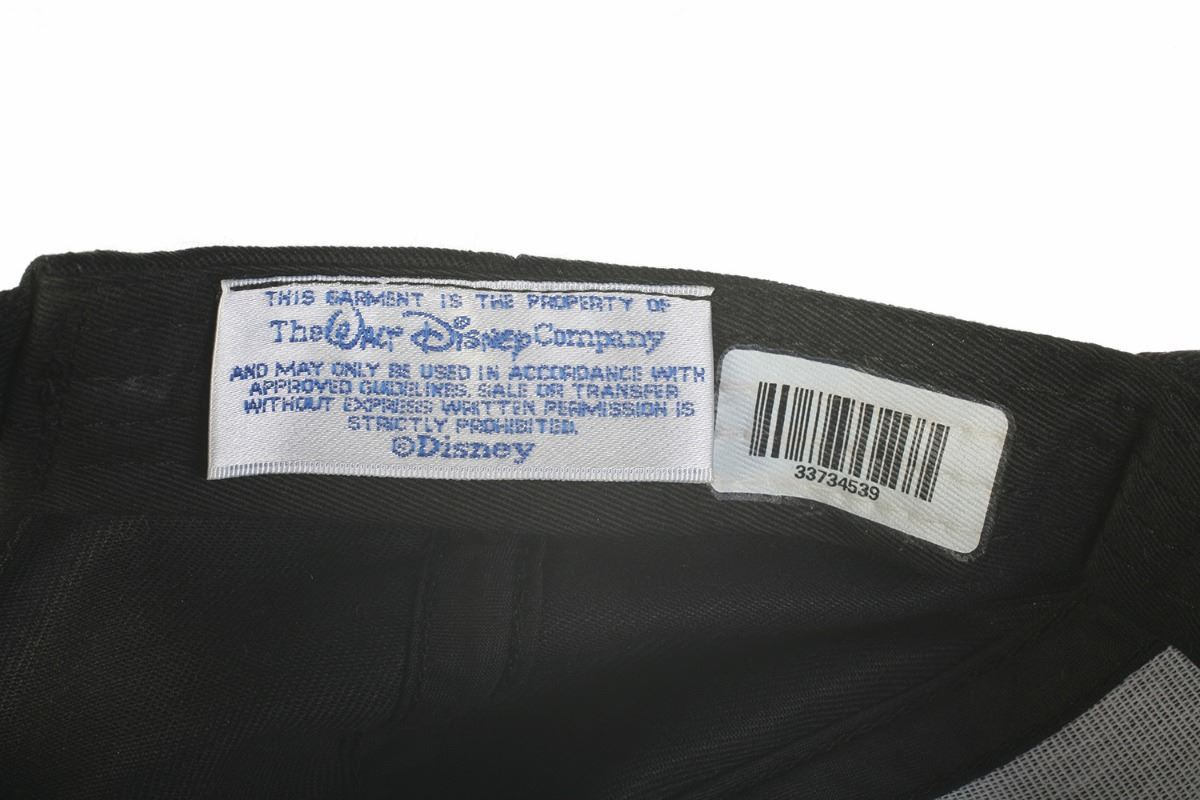 THIS GARMENT IS THE PROPERTY OF
The Walt Disney Company
AND MAY ONLY BE USED IN ACCORDANCE WITH
APPROVED GUIDELINES. SALE OR TRANSFER
WITHOUT EXPRESS WRITTEN PERMISSION IS
STRICTLY PROHIBITED.
©Disney
33734539